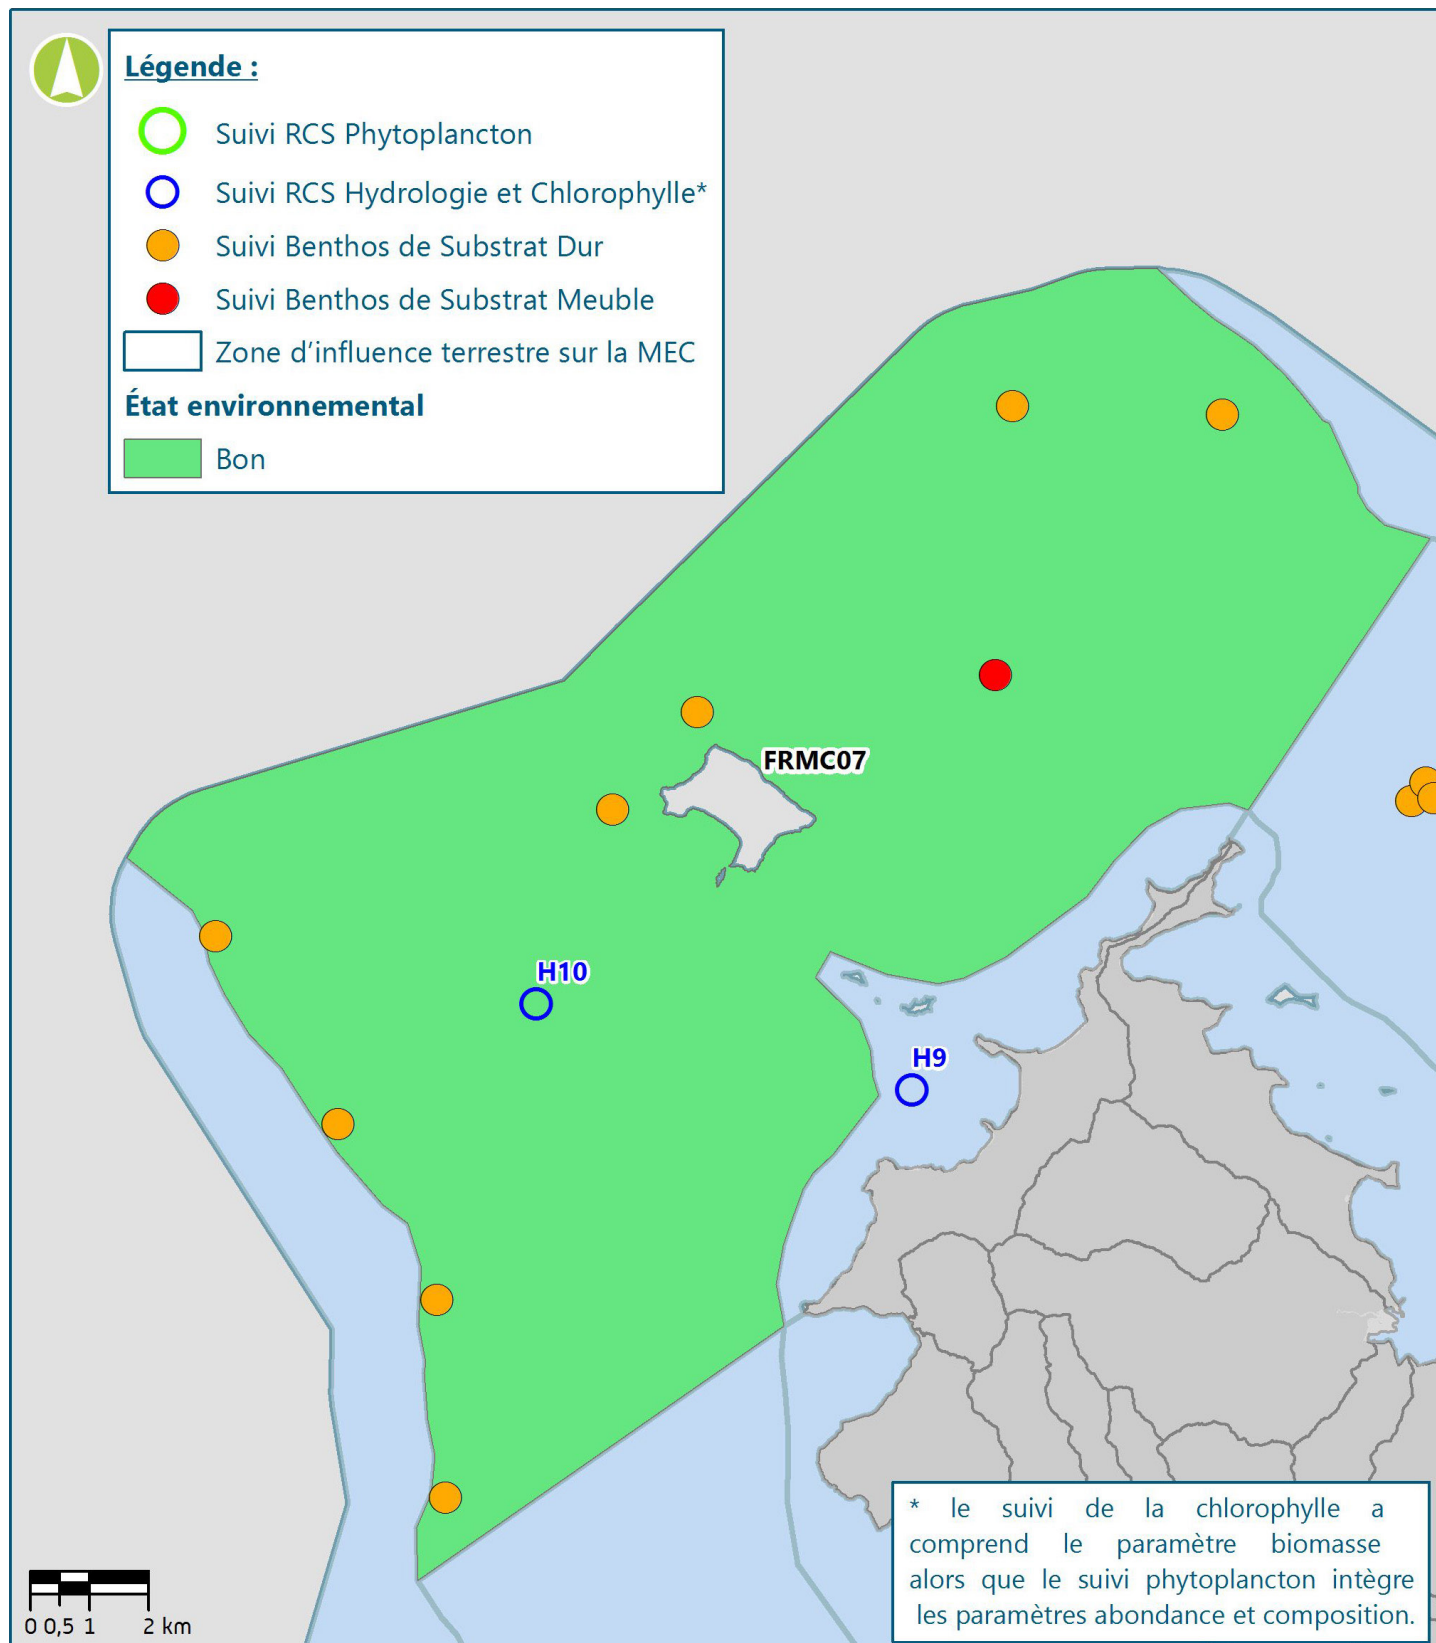 Légende :
Suivi RCS Phytoplancton
Suivi RCS Hydrologie et Chlorophylle*
Suivi Benthos de Substrat Dur
Suivi Benthos de Substrat Meuble
Zone d’influence terrestre sur la MEC
État environnemental
Bon
FRMC07
H10
H9
* le suivi de la chlorophylle a
comprend le paramètre biomasse
alors que le suivi phytoplancton intègre
les paramètres abondance et composition.
0 0,5 1 2 km